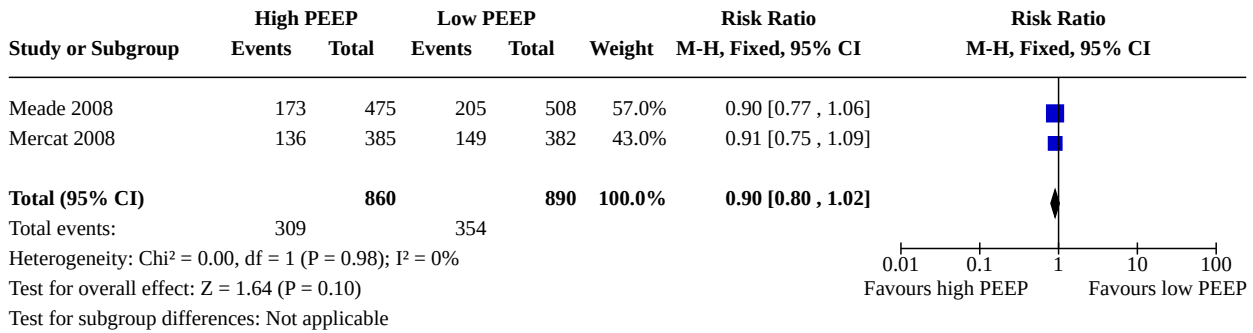 High PEEP Low PEEP Risk Ratio Risk Ratio
Study or Subgroup Events Total Events Total Weight M-H, Fixed, 95% CI M-H, Fixed, 95% CI
Meade 2008 173 475 205 508 57.0% 0.90 [0.77 , 1.06]
Mercat 2008 136 385 149 382 43.0% 0.91 [0.75 , 1.09]
Total (95% CI) 860 890 100.0% 0.90 [0.80 , 1.02]
Total events: 309 354
Heterogeneity: Chi² = 0.00, df = 1 (P = 0.98); I² = 0%
Test for overall effect: Z = 1.64 (P = 0.10)
Test for subgroup differences: Not applicable
0.01 0.1 1 10 100
Favours high PEEP Favours low PEEP